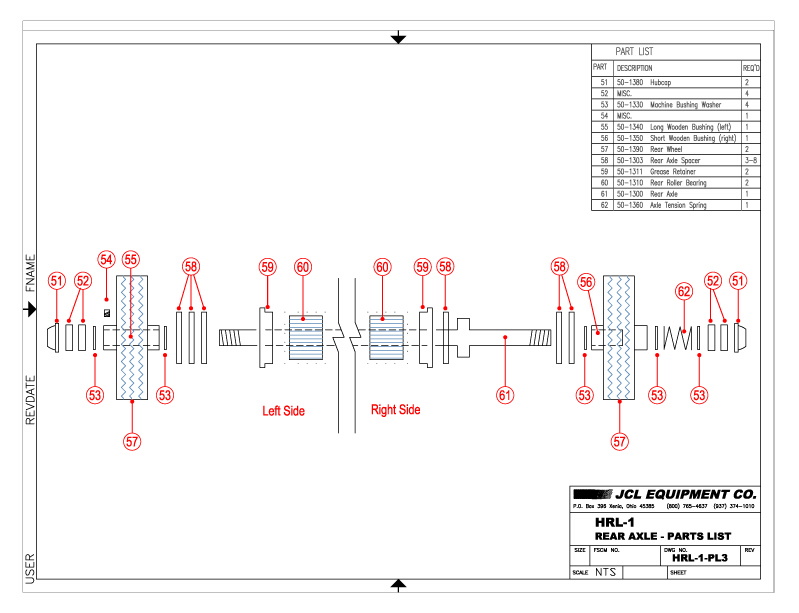 PART LIST
PART DESCRIPTION REQ'D
51 50-1380 Hubcap 2
52 MISC. 4
53 50-1330 Machine Bushing Washer 4
54 MISC. 1
55 50-1340 Long Wooden Bushing (left) 1
56 50-1350 Short Wooden Bushing (right) 1
57 50-1390 Rear Wheel 2
58 50-1303 Rear Axle Spacer 3-8
59 50-1311 Grease Retainer 2
60 50-1310 Rear Roller Bearing 2
61 50-1300 Rear Axle 1
62 50-1360 Axle Tension Spring 1
FNAME
REVDATE
USER
51 52 54 55 58 59 60 60 59 58 58 56 62 52 51
53 53 61 53 53 53
57 57
Left Side
Right Side
JCL EQUIPMENT CO.
P.O. Box 396 Xenia, Ohio 45385 (800) 765-4637 (937) 374-1010
HRL-1
REAR AXLE - PARTS LIST
SIZE FSCM NO. DWG NO. REV
HRL-1-PL3
SCALE NTS SHEET